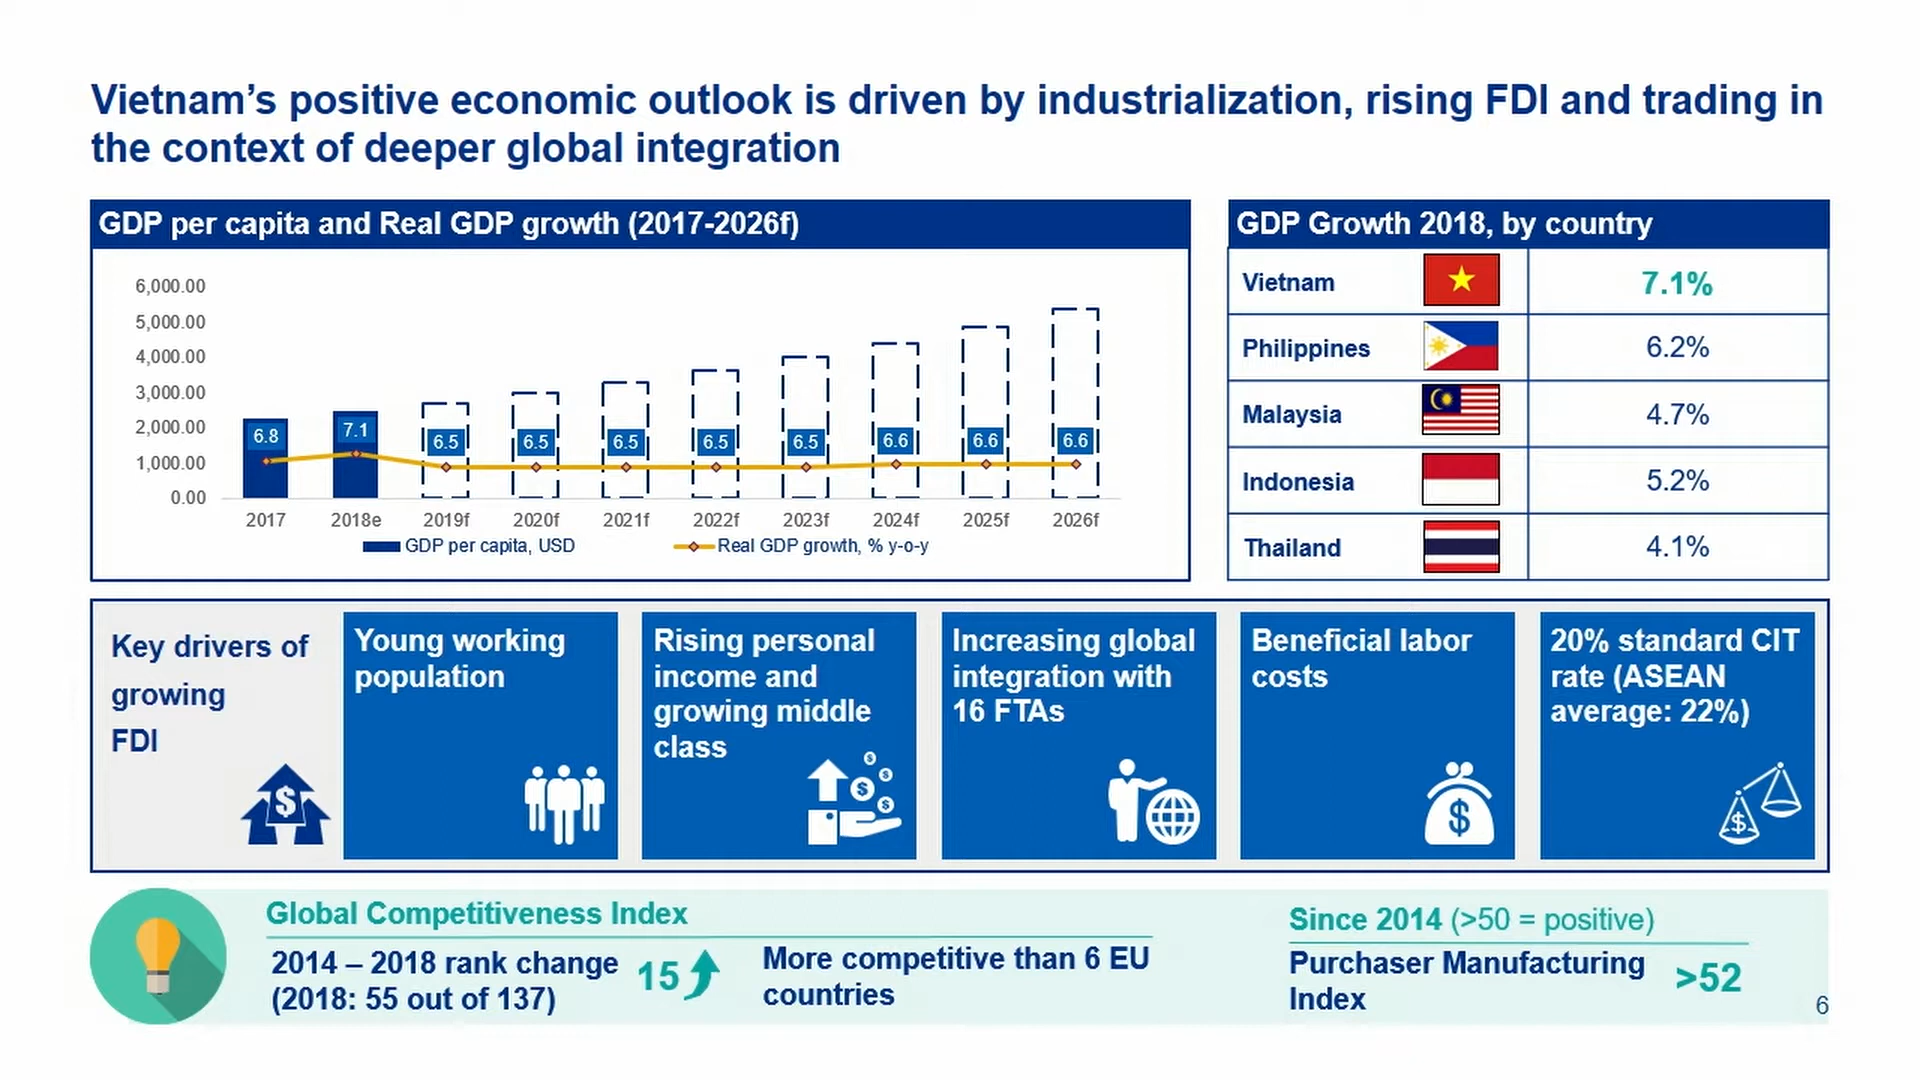 Vietnam’s positive economic outlook is driven by industrialization, rising FDI and trading in
the context of deeper global integration
GDP per capita and Real GDP growth (2017-2026f)
6,000.00
5,000.00
4,000.00
3,000.00
2,000.00
1,000.00
0.00
6.8
7.1
6.5
6.5
6.5
6.5
6.5
6.6
6.6
6.6
2017
2018e
2019f
2020f
2021f
2022f
2023f
2024f
2025f
2026f
GDP per capita, USD
Real GDP growth, % y-o-y
GDP Growth 2018, by country
Vietnam 7.1%
Philippines 6.2%
Malaysia 4.7%
Indonesia 5.2%
Thailand 4.1%
Key drivers of
growing
FDI
$
Young working
population
Rising personal
income and
growing middle
class
$
$
$
$
Increasing global
integration with
16 FTAs
Beneficial labor
costs
$
20% standard CIT
rate (ASEAN
average: 22%)
$
Global Competitiveness Index
2014 – 2018 rank change
(2018: 55 out of 137)
15
More competitive than 6 EU
countries
Since 2014 (>50 = positive)
Purchaser Manufacturing
Index
>52
6